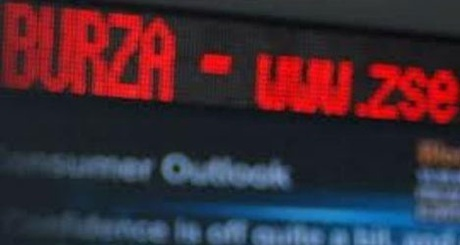 BURZA - www.zse
Consumer Outlook
Confidence is off quite a bit and